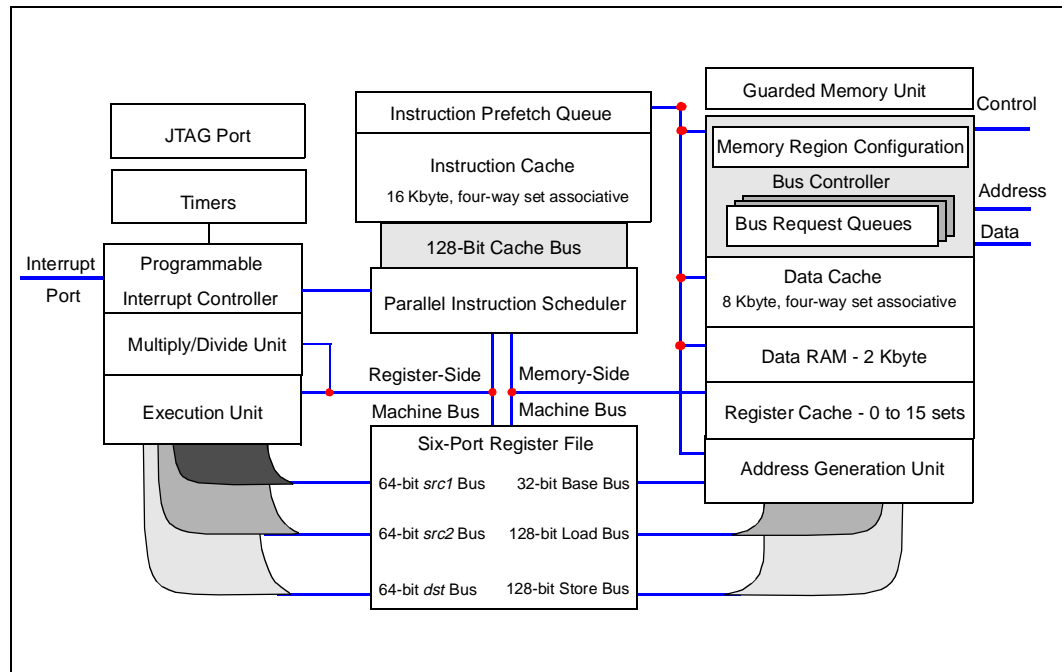 JTAG Port
Timers
Interrupt
Port
Programmable
Interrupt Controller
Multiply/Divide Unit
Execution Unit
Instruction Prefetch Queue
Instruction Cache
16 Kbyte, four-way set associative
128-Bit Cache Bus
Parallel Instruction Scheduler
Register-Side
Machine Bus
Memory-Side
Machine Bus
Six-Port Register File
64-bit src1 Bus
32-bit Base Bus
64-bit src2 Bus
128-bit Load Bus
64-bit dst Bus
128-bit Store Bus
Guarded Memory Unit
Control
Memory Region Configuration
Bus Controller
Address
Bus Request Queues
Data
Data Cache
8 Kbyte, four-way set associative
Data RAM - 2 Kbyte
Register Cache - 0 to 15 sets
Address Generation Unit